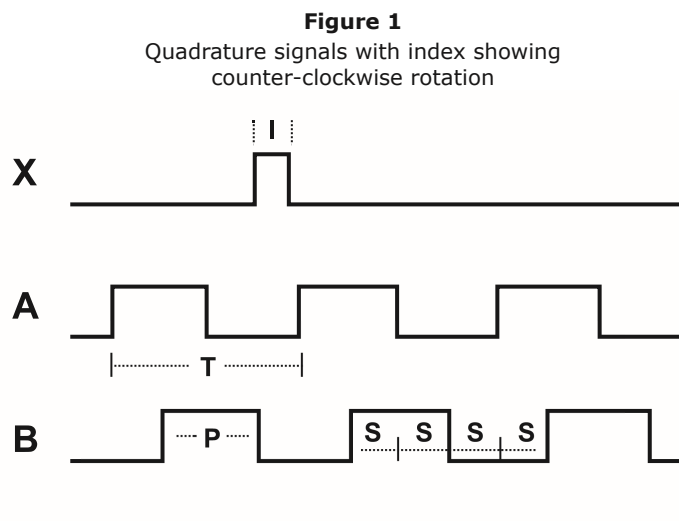 Figure 1
Quadrature signals with index showing
counter-clockwise rotation
I
X
A
T
B
P
S S S S